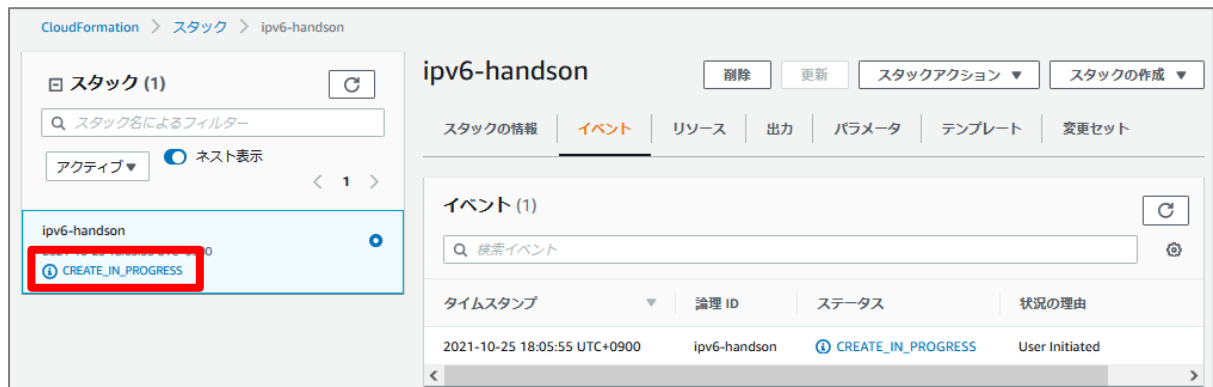 CloudFormation > スタック > ipv6-handson
スタック (1)
スタック名によるフィルター
アクティブ▼
ネスト表示
< 1 >
ipv6-handson
CREATE_IN_PROGRESS
ipv6-handson
削除
更新
スタックアクション ▼
スタックの作成 ▼
スタックの情報
イベント
リソース
出力
パラメータ
テンプレート
変更セット
イベント (1)
検索イベント
タイムスタンプ ▼ 論理 ID ステータス 状況の理由
2021-10-25 18:05:55 UTC+0900 ipv6-handson CREATE_IN_PROGRESS User Initiated